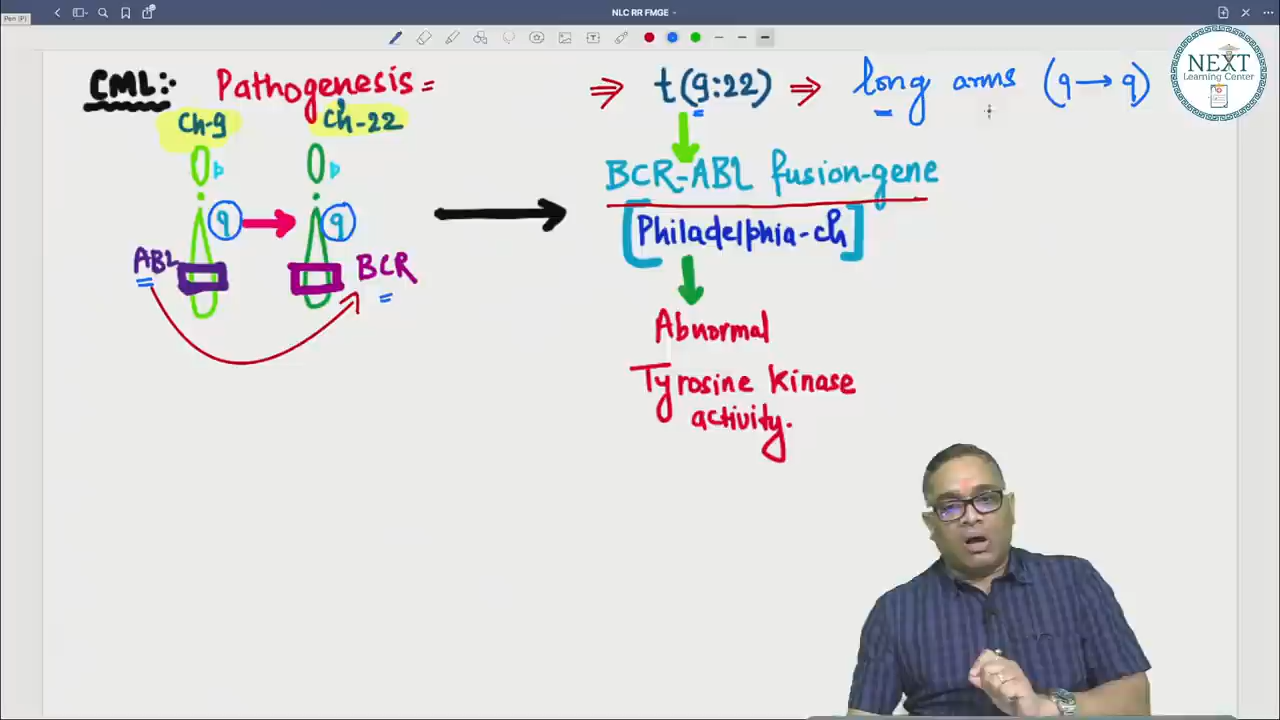 Pen (P)
NLC RR FMGE
NEXT
Learning Center
CML:- Pathogenesis = ⇒ t(9:22) ⇒ long arms (q → q)
Ch-9 Ch-22
p p
q q
ABL BCR
BCR-ABL fusion-gene
[Philadelphia-ch]
Abnormal
Tyrosine kinase
activity.